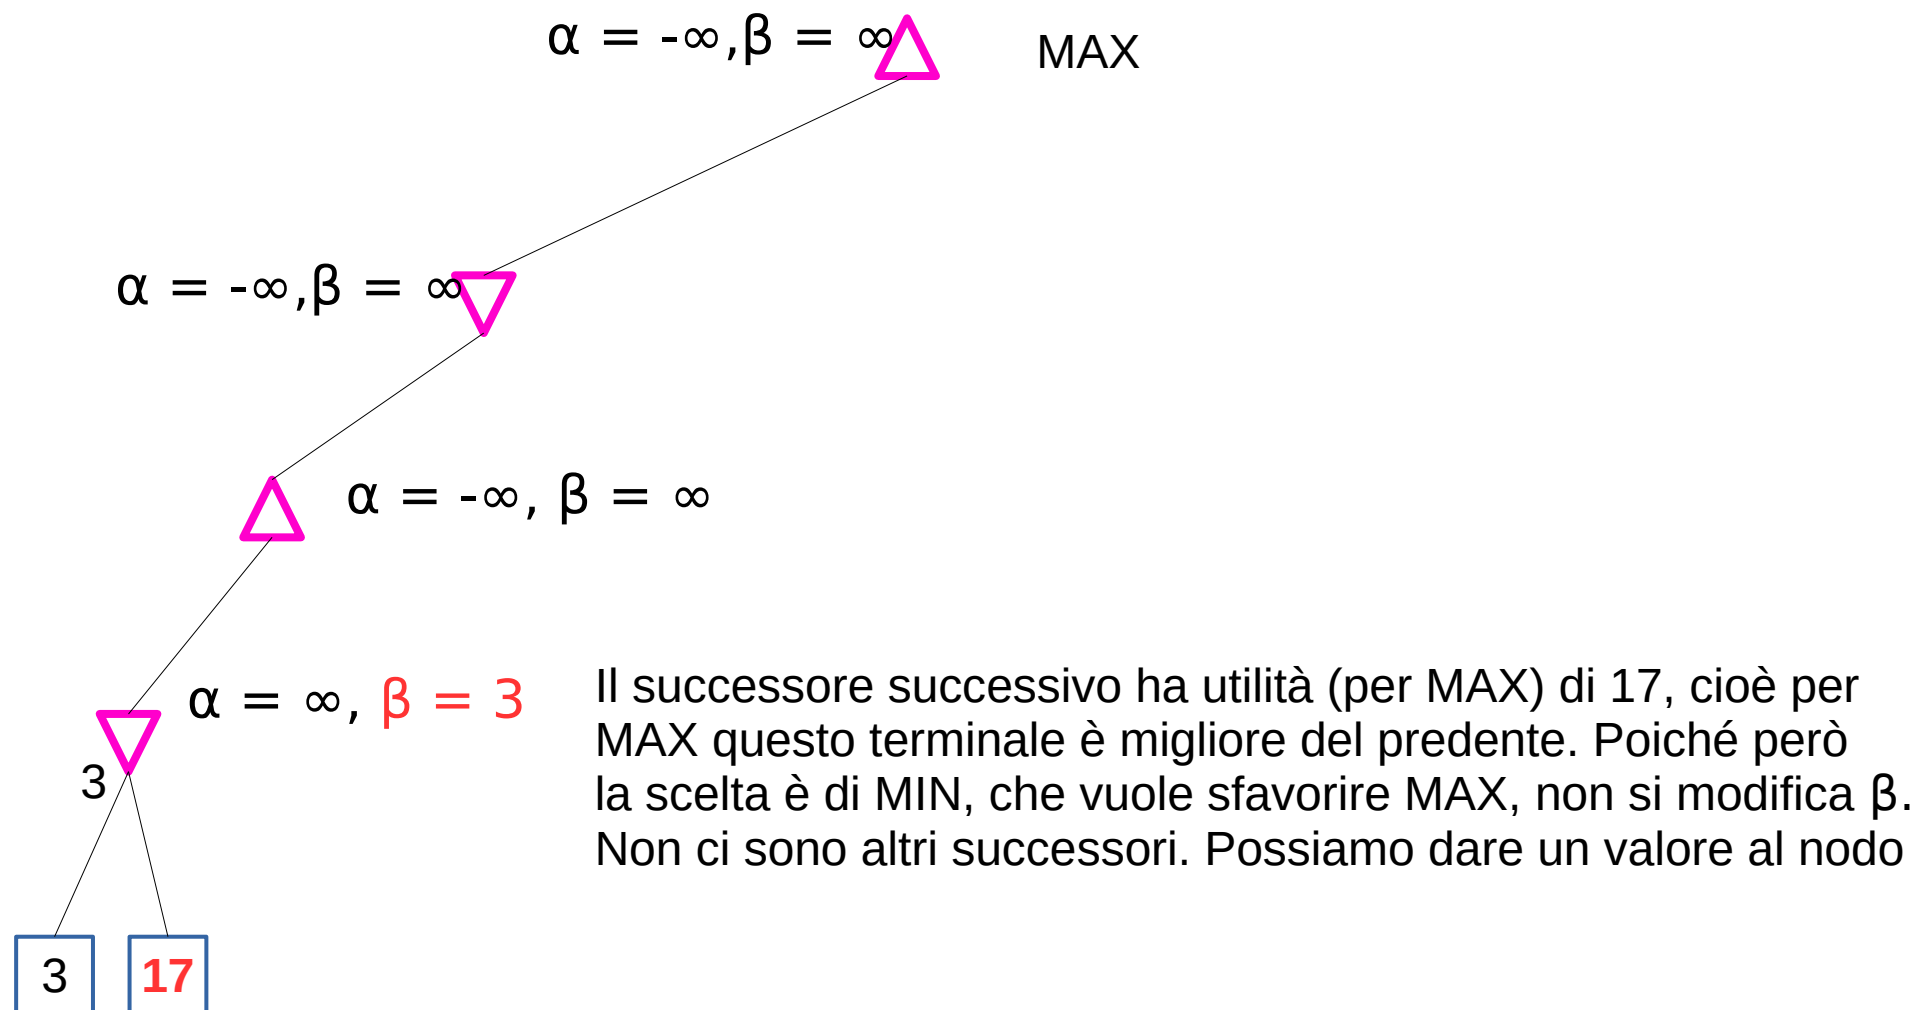 α = -∞,β = ∞
MAX
α = -∞,β = ∞
α = -∞, β = ∞
α = ∞, β = 3
Il successore successivo ha utilità (per MAX) di 17, cioè per
MAX questo terminale è migliore del predente. Poiché però
la scelta è di MIN, che vuole sfavorire MAX, non si modifica β.
Non ci sono altri successori. Possiamo dare un valore al nodo
3
3
17